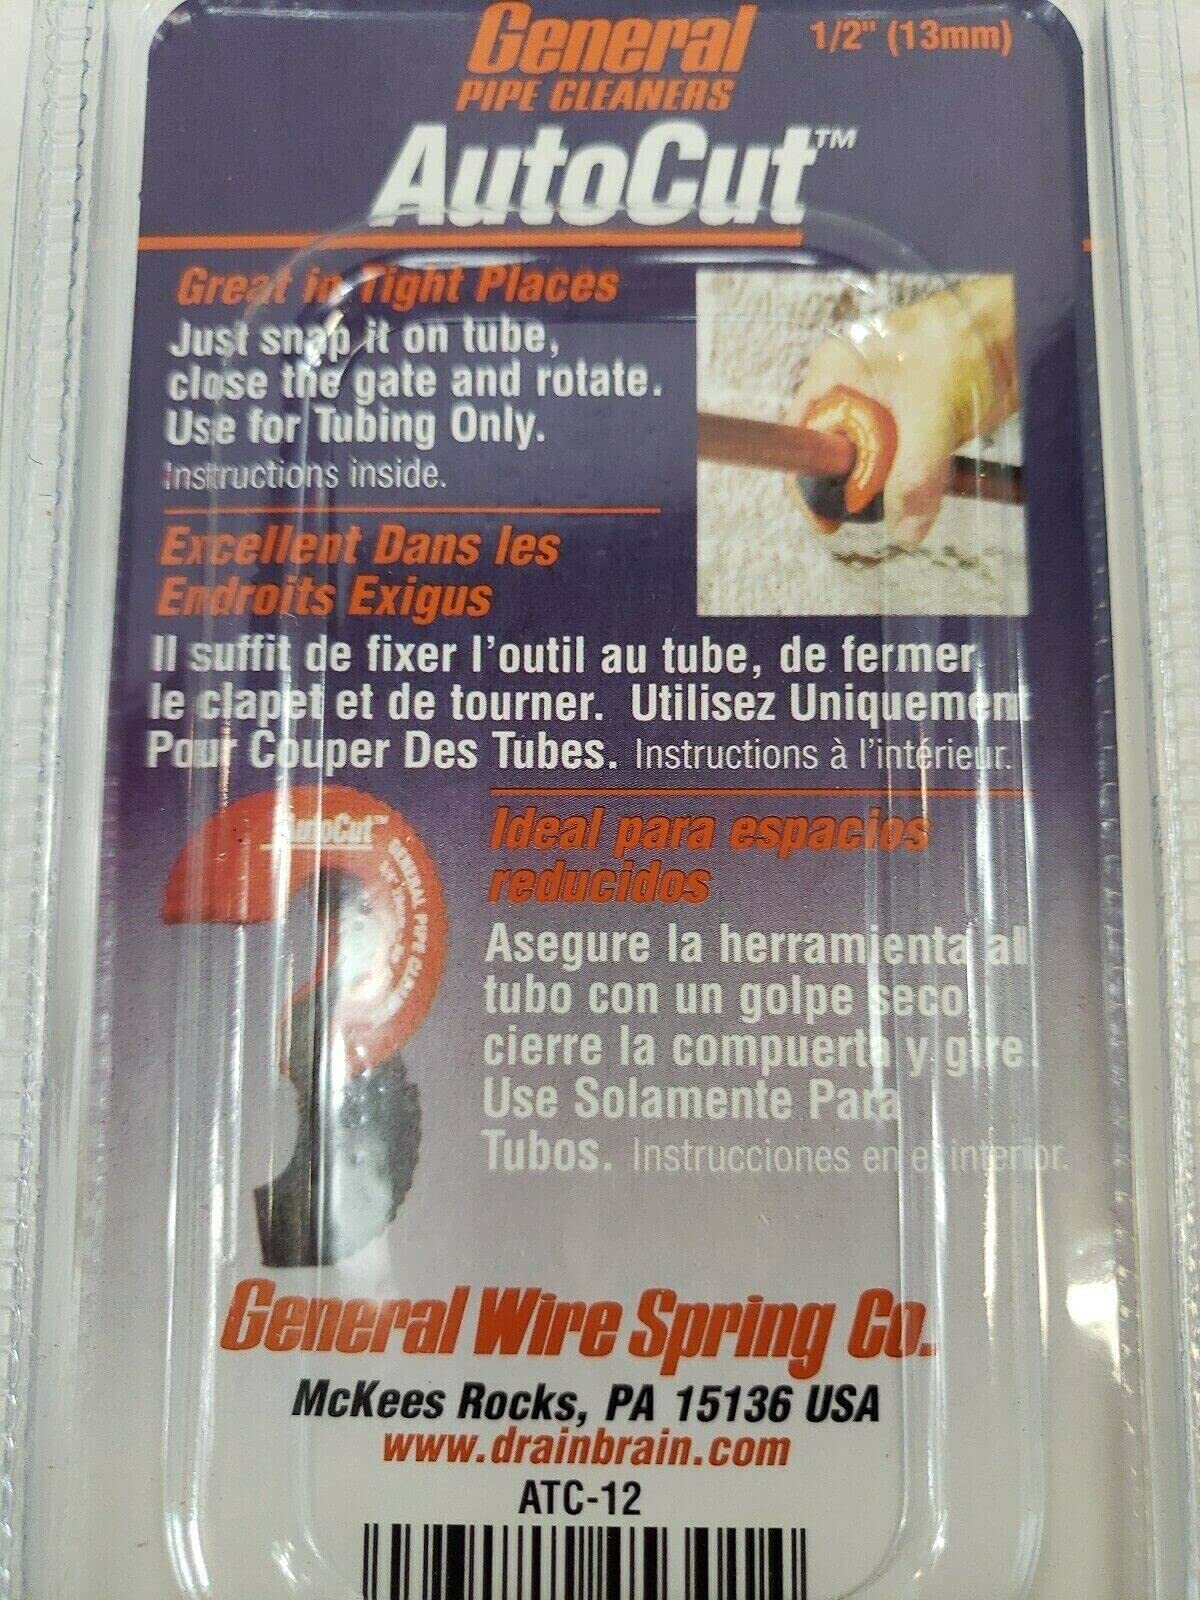 General
PIPE CLEANERS
1/2" (13mm)
AutoCut™
Great in Tight Places
Just snap it on tube,
close the gate and rotate.
Use for Tubing Only.
Instructions inside.
Excellent Dans les
Endroits Exigus
Il suffit de fixer l'outil au tube, de fermer
le clapet et de tourner. Utilisez Uniquement
Pour Couper Des Tubes. Instructions à l'intérieur.
AutoCut™
GENERAL PIPE
Ideal para espacios
reducidos
Asegure la herramienta al
tubo con un golpe seco
cierre la compuerta y gire.
Use Solamente Para
Tubos. Instrucciones en el interior.
General Wire Spring Co.
McKees Rocks, PA 15136 USA
www.drainbrain.com
ATC-12